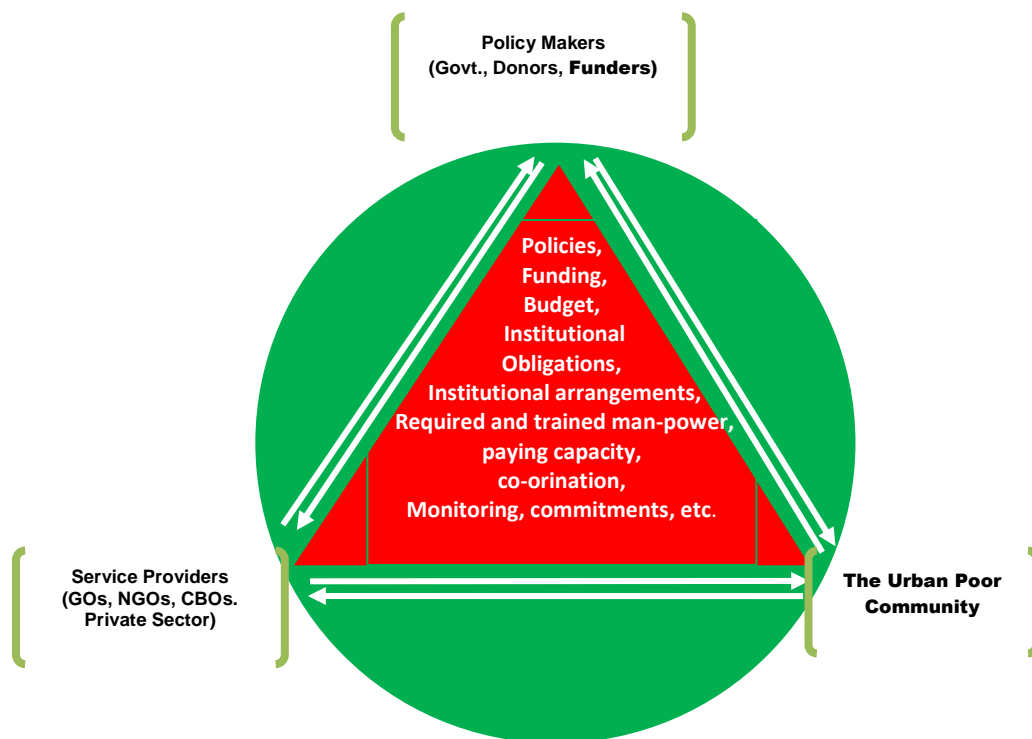 Policy Makers
(Govt., Donors, Funders)
Policies,
Funding,
Budget,
Institutional
Obligations,
Institutional arrangements,
Required and trained man-power,
paying capacity,
co-orination,
Monitoring, commitments, etc.
Service Providers
(GOs, NGOs, CBOs.
Private Sector)
The Urban Poor
Community